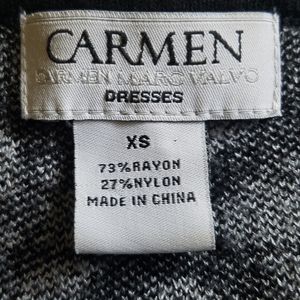 CARMEN
CARMEN MARC VALVO
DRESSES
XS
73%RAYON
27%NYLON
MADE IN CHINA